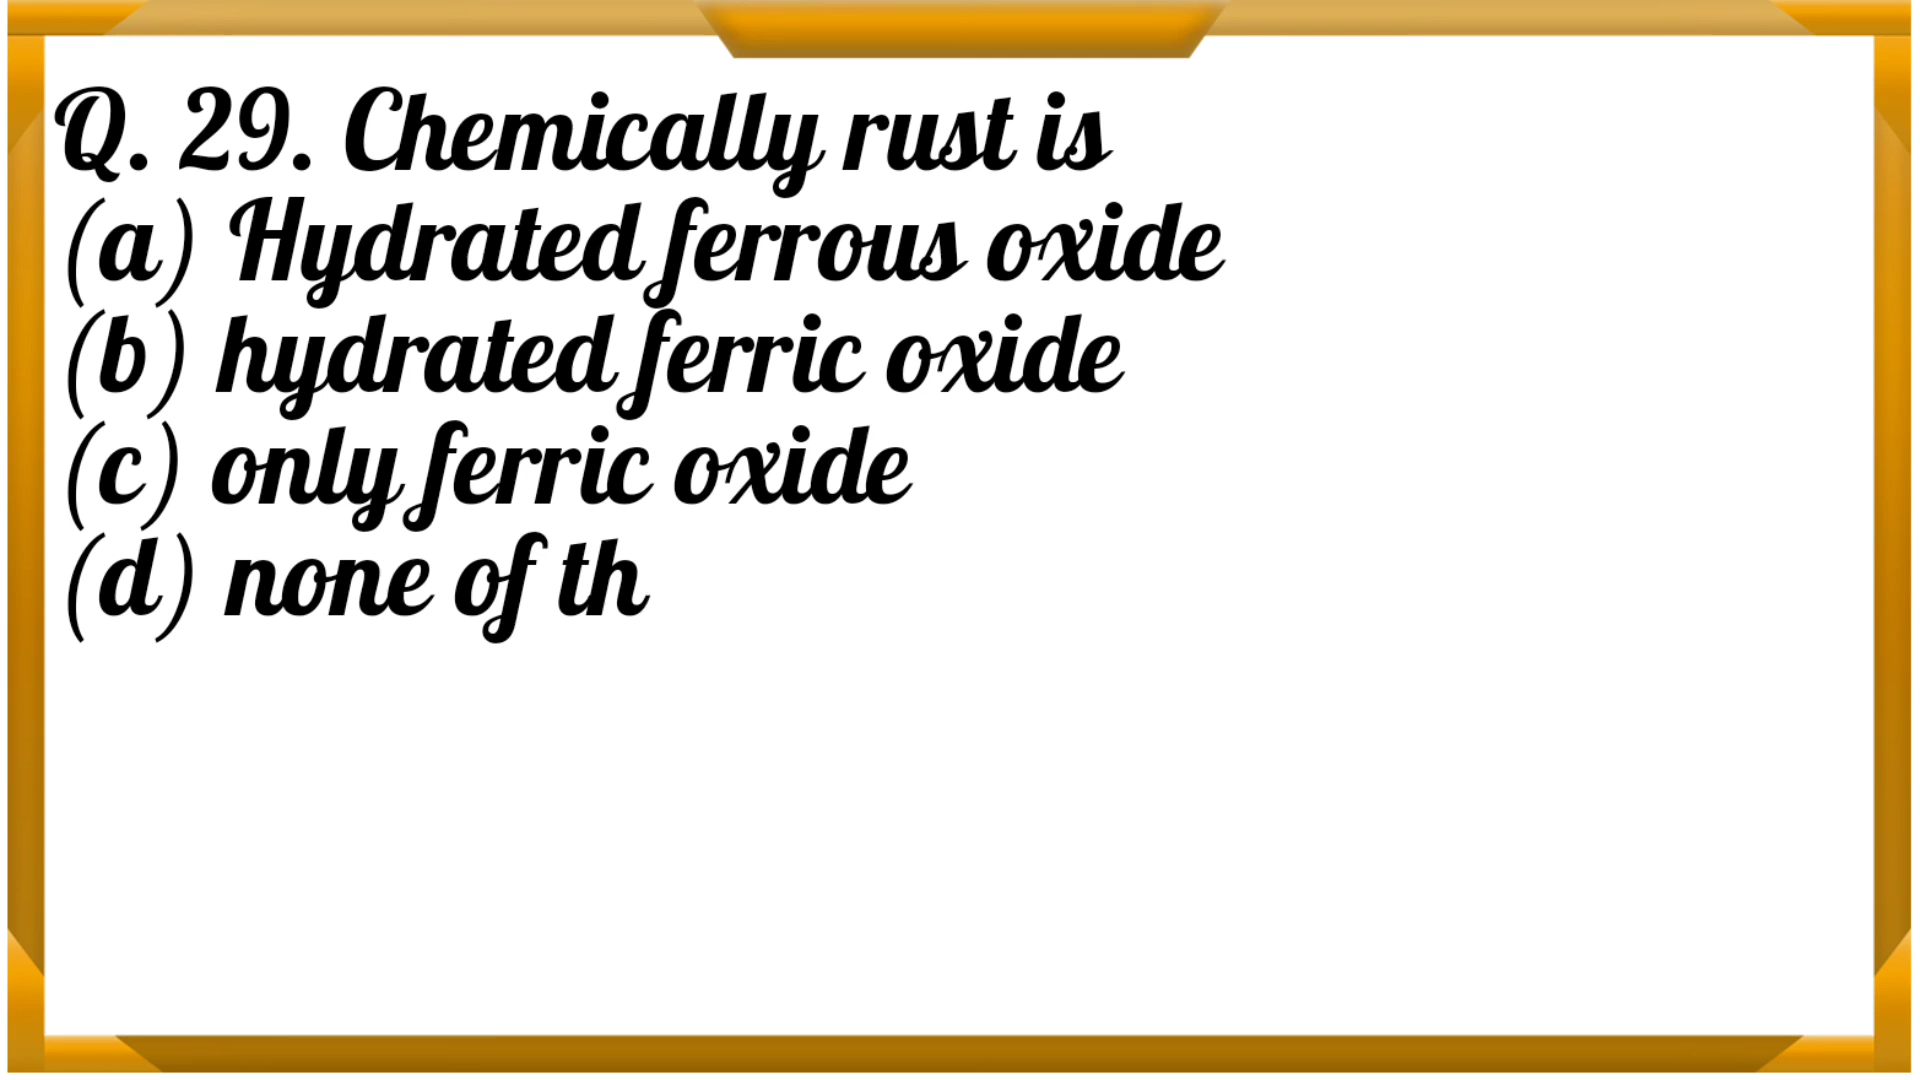 Q. 29. Chemically rust is
(a) Hydrated ferrous oxide
(b) hydrated ferric oxide
(c) only ferric oxide
(d) none of th